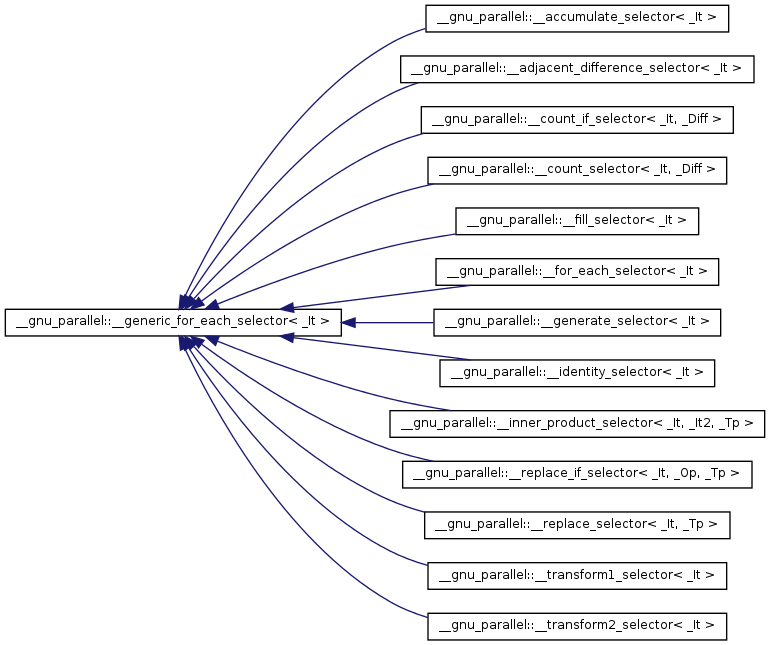 __gnu_parallel::__accumulate_selector< _It >
__gnu_parallel::__adjacent_difference_selector< _It >
__gnu_parallel::__count_if_selector< _It, _Diff >
__gnu_parallel::__count_selector< _It, _Diff >
__gnu_parallel::__fill_selector< _It >
__gnu_parallel::__for_each_selector< _It >
__gnu_parallel::__generic_for_each_selector< _It >
__gnu_parallel::__generate_selector< _It >
__gnu_parallel::__identity_selector< _It >
__gnu_parallel::__inner_product_selector< _It, _It2, _Tp >
__gnu_parallel::__replace_if_selector< _It, _Op, _Tp >
__gnu_parallel::__replace_selector< _It, _Tp >
__gnu_parallel::__transform1_selector< _It >
__gnu_parallel::__transform2_selector< _It >